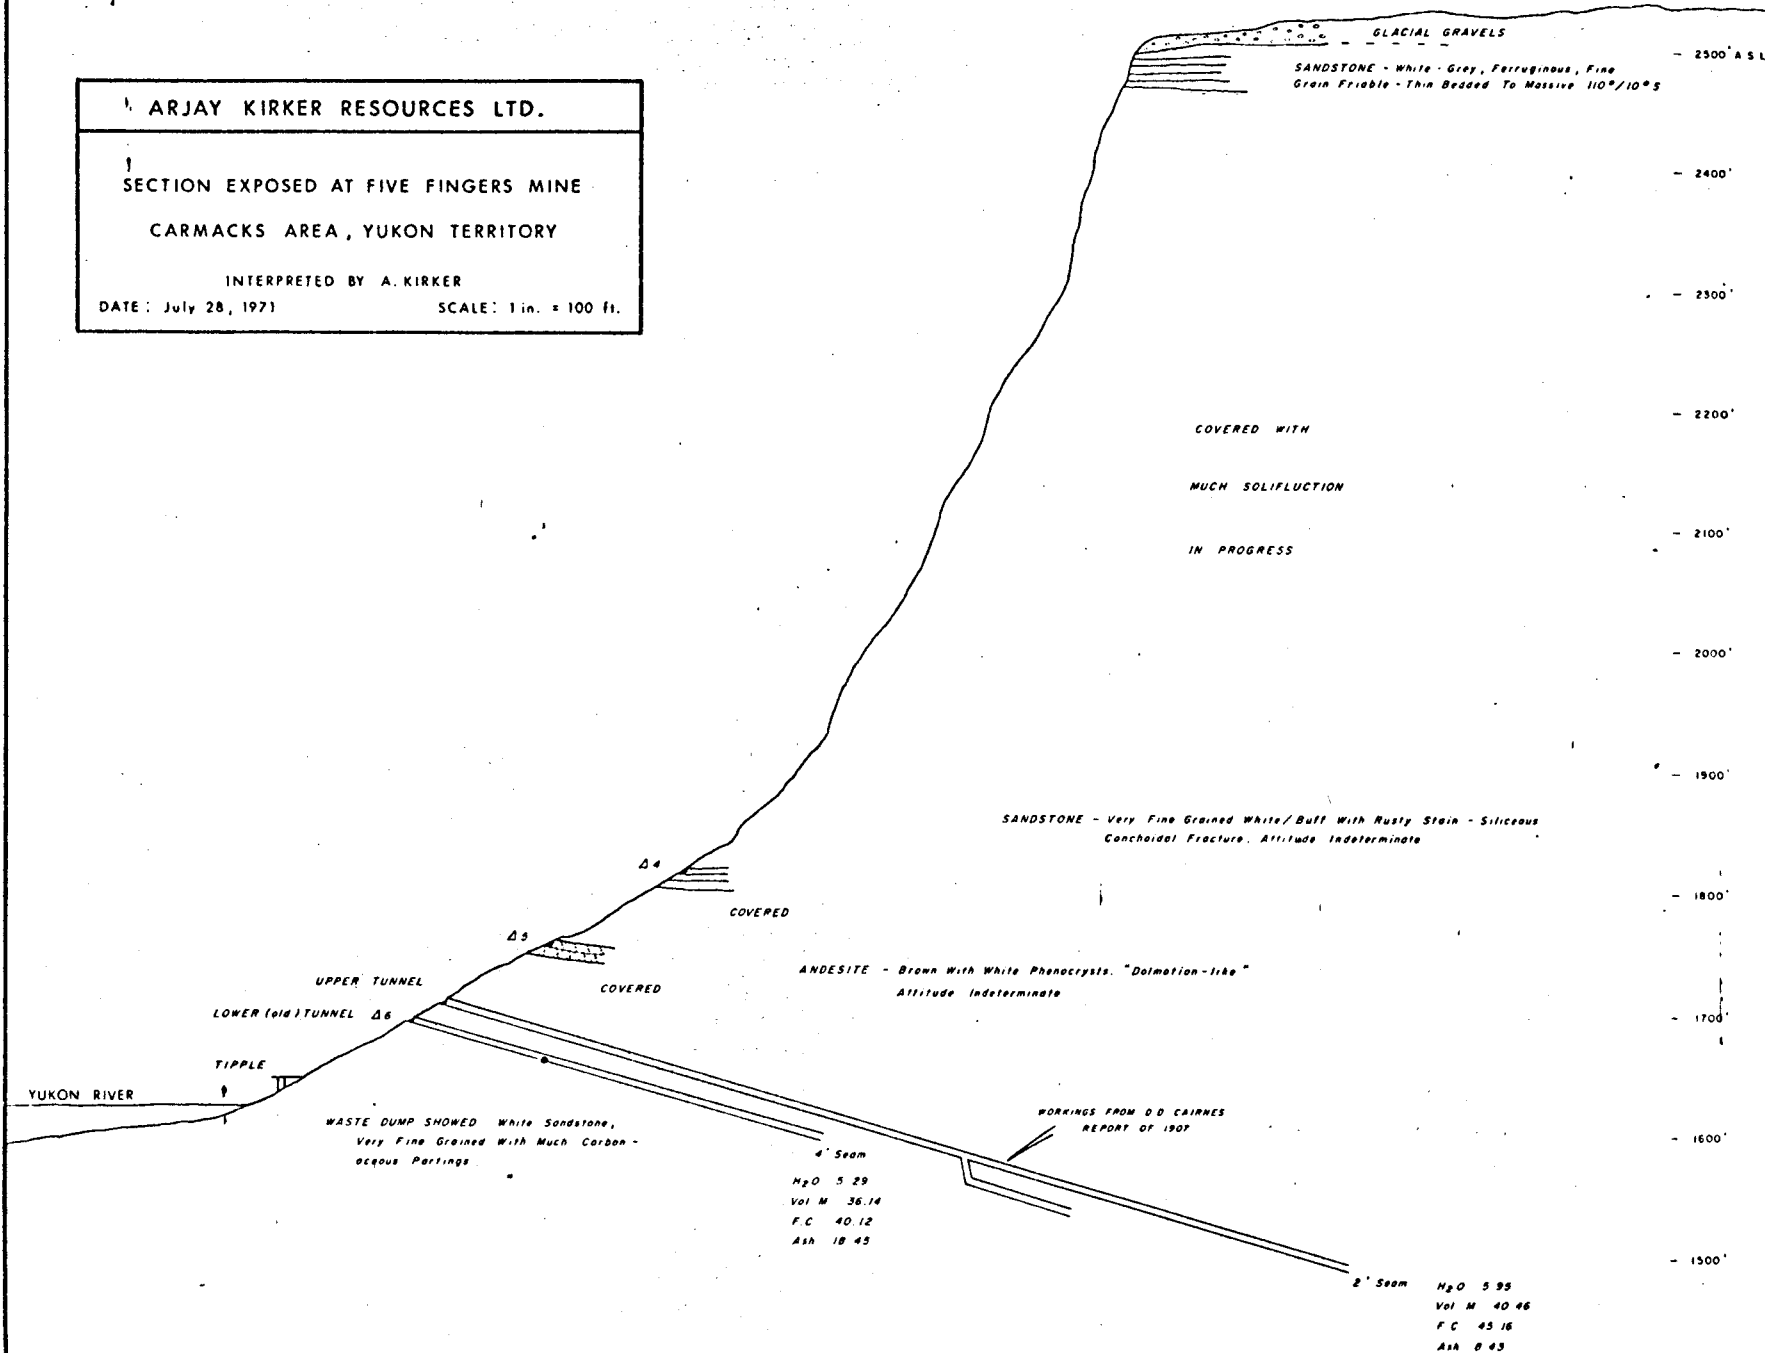 ARJAY KIRKER RESOURCES LTD.
SECTION EXPOSED AT FIVE FINGERS MINE
CARMACKS AREA, YUKON TERRITORY
INTERPRETED BY A. KIRKER
DATE: July 28, 1971 SCALE: 1 in. = 100 ft.
GLACIAL GRAVELS
SANDSTONE - White - Grey, Ferruginous, Fine
Grain Friable - Thin Bedded To Massive 110°/10° S
- 2500' A S L
- 2400'
- 2300'
- 2200'
COVERED WITH
MUCH SOLIFLUCTION
IN PROGRESS
- 2100'
- 2000'
- 1900'
SANDSTONE - Very Fine Grained White/Buff With Rusty Stain - Siliceous
Conchoidal Fracture. Attitude Indeterminate
Δ4
- 1800'
COVERED
Δ5
ANDESITE - Brown With White Phenocrysts. "Dalmation-like"
Attitude Indeterminate
UPPER TUNNEL
COVERED
LOWER (old) TUNNEL Δ6
- 1700'
TIPPLE
YUKON RIVER
WASTE DUMP SHOWED White Sandstone,
Very Fine Grained With Much Carbon-
aceous Partings
WORKINGS FROM D D CAIRNES
REPORT OF 1907
- 1600'
4' Seam
H₂O 5 29
Vol M 36.14
F.C 40.12
Ash 18 45
- 1500'
2' Seam
H₂O 5 95
Vol M 40 46
F C 45 16
Ash 8 43